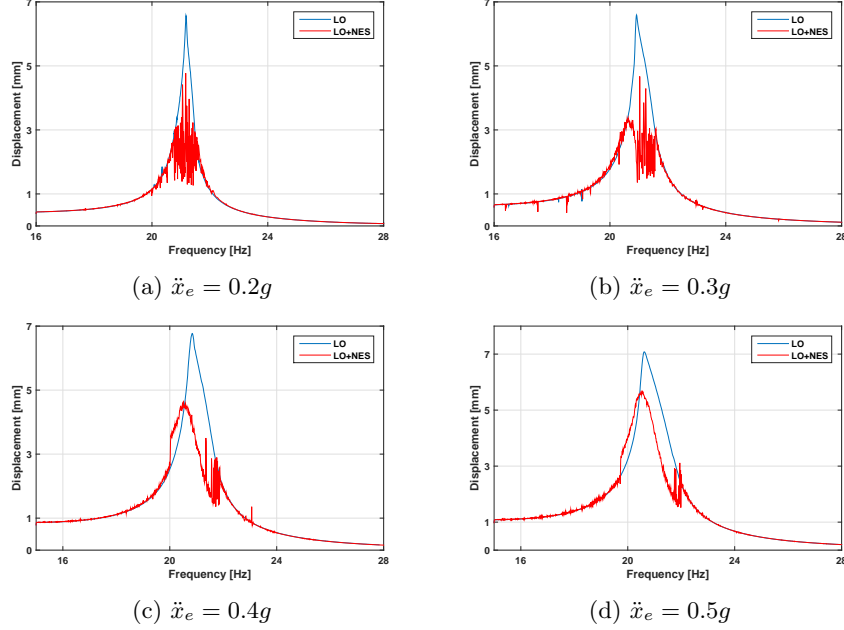 7
5
3
1
0
Displacement [mm]
LO
LO+NES
16 20 24 28
Frequency [Hz]
(a) ẍₑ = 0.2g
7
5
3
1
0
Displacement [mm]
LO
LO+NES
16 20 24 28
Frequency [Hz]
(b) ẍₑ = 0.3g
7
5
3
1
0
Displacement [mm]
LO
LO+NES
16 20 24 28
Frequency [Hz]
(c) ẍₑ = 0.4g
7
5
3
1
0
Displacement [mm]
LO
LO+NES
16 20 24 28
Frequency [Hz]
(d) ẍₑ = 0.5g